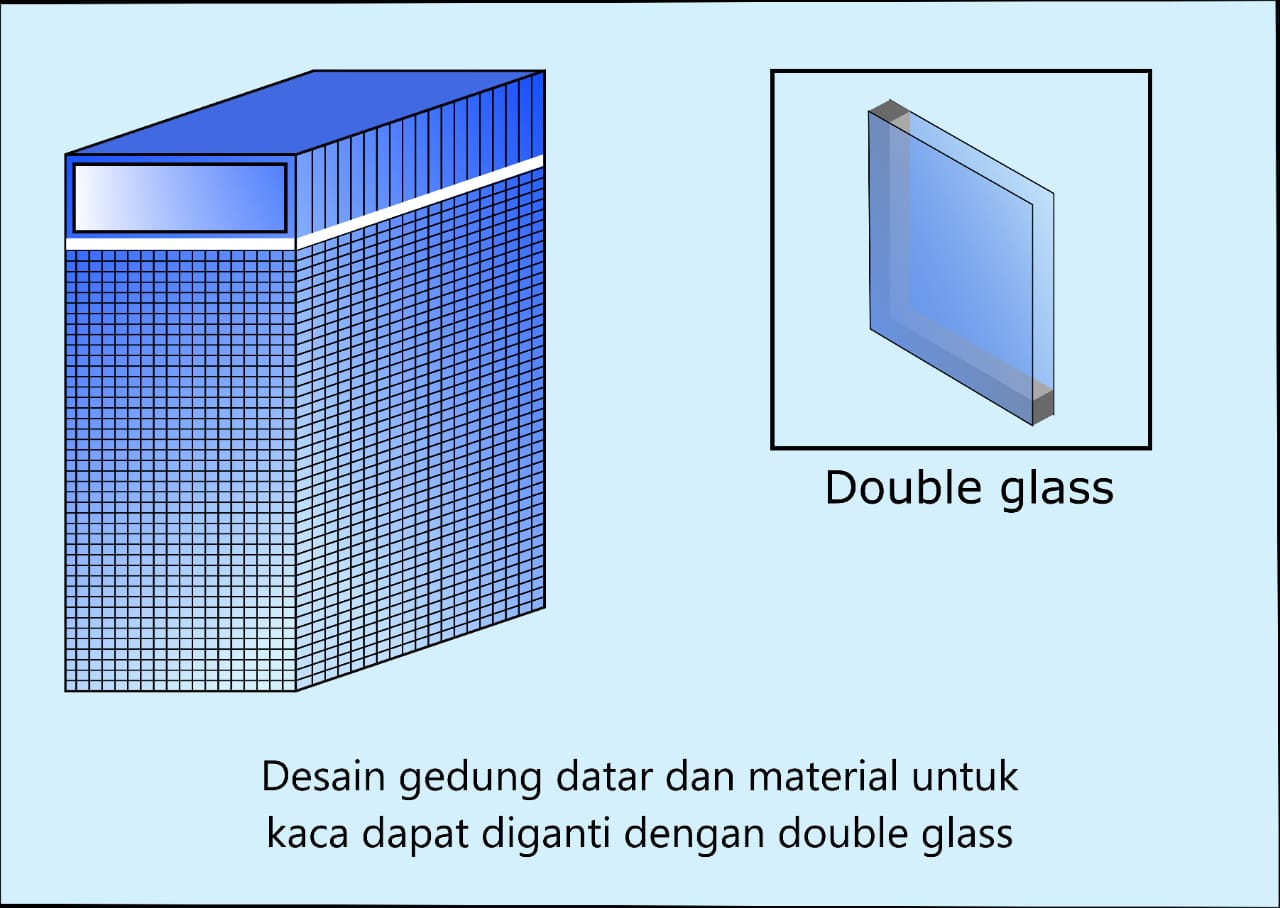 Double glass
Desain gedung datar dan material untuk
kaca dapat diganti dengan double glass